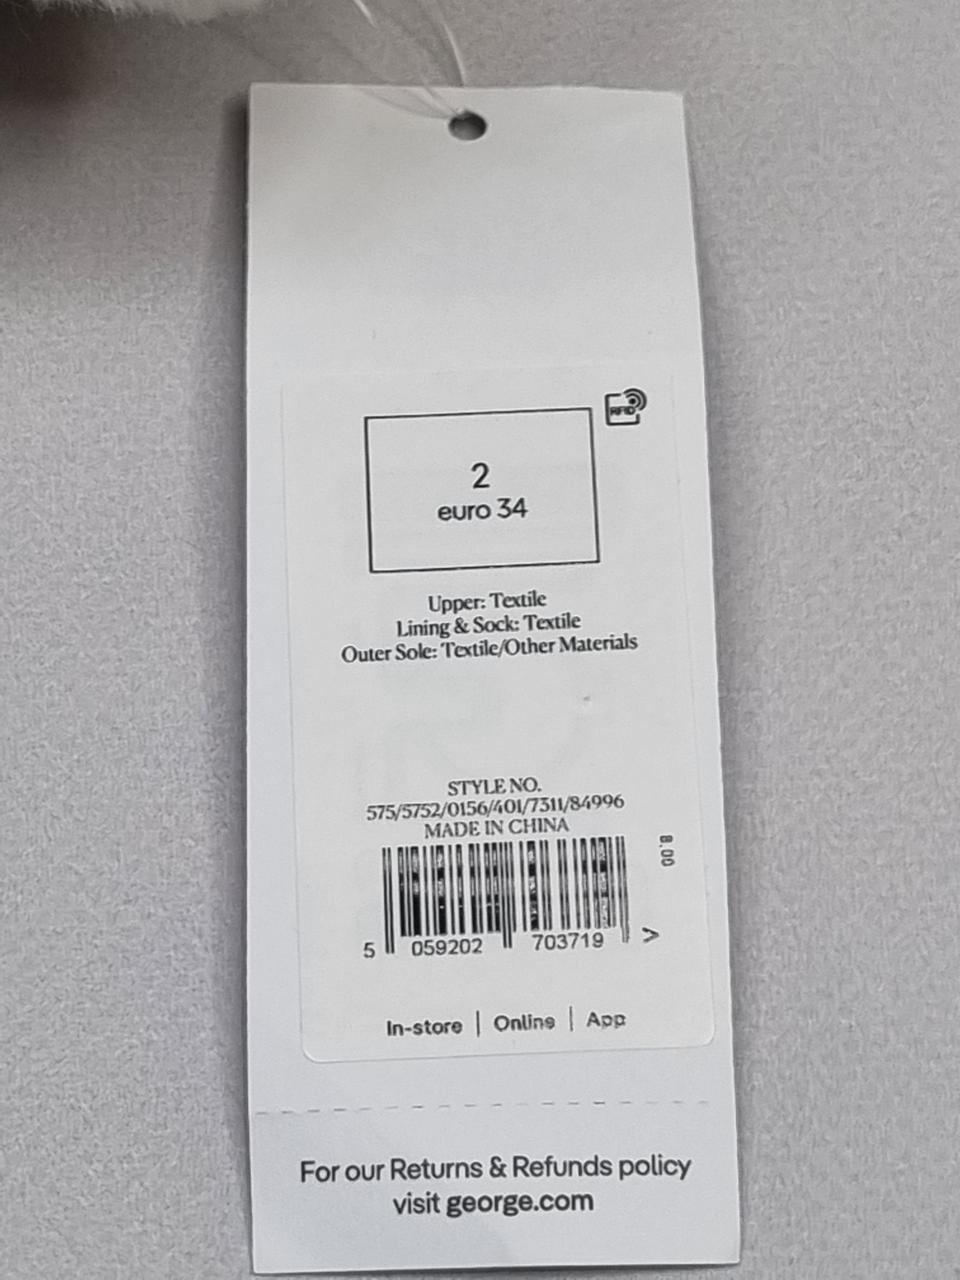 RFID
2
euro 34
Upper: Textile
Lining & Sock: Textile
Outer Sole: Textile/Other Materials
STYLE NO.
575/5752/0156/401/7311/84996
MADE IN CHINA
8.00
5 059202 703719 >
A
In-store | Online | App
For our Returns & Refunds policy
visit george.com